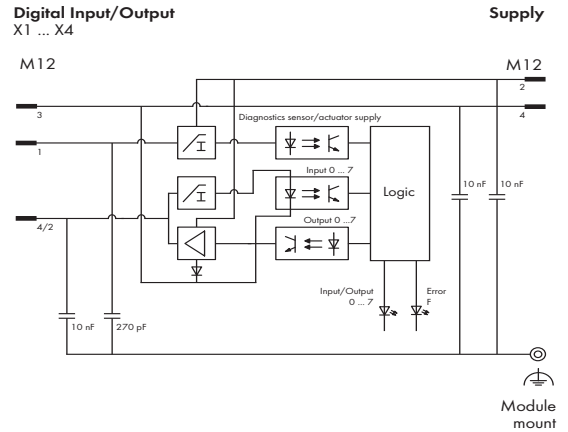 Digital Input/Output
X1 ... X4
Supply
M12
M12
2
3
4
Diagnostics sensor/actuator supply
1
Input 0 ... 7
Logic
10 nF
10 nF
4/2
Output 0 ...7
Input/Output
0 ... 7
Error
F
10 nF
270 pF
Module
mount